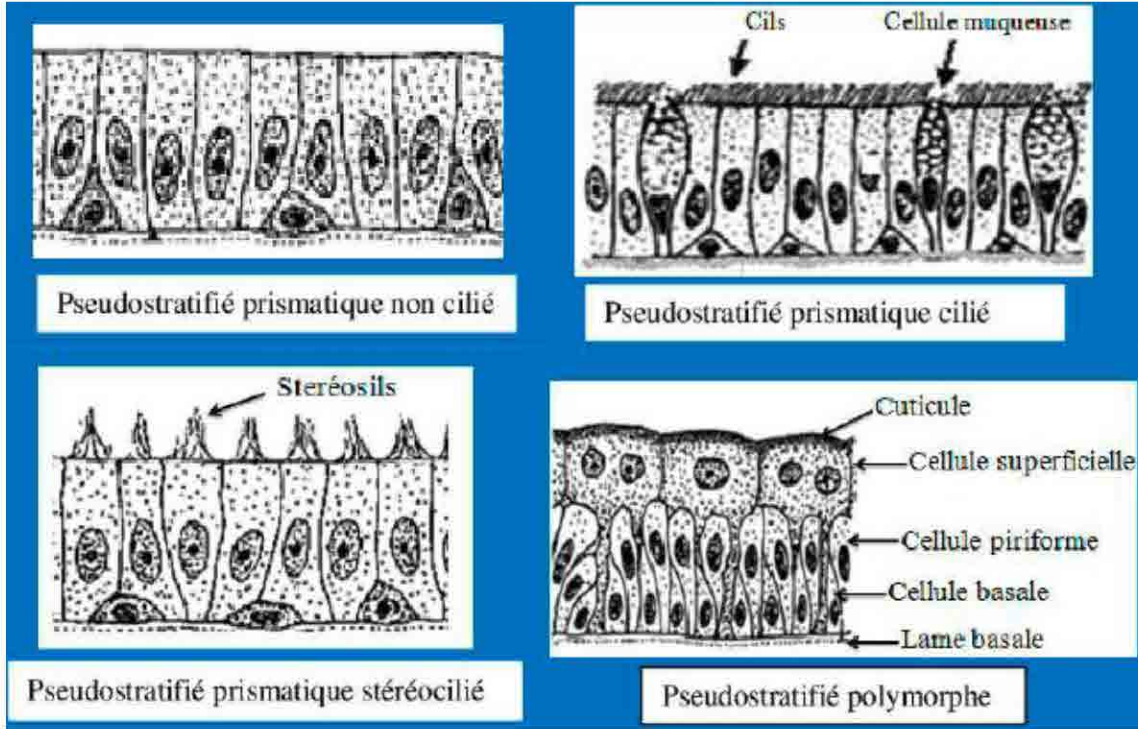 Cils
Cellule muqueuse
Pseudostratifié prismatique non cilié
Pseudostratifié prismatique cilié
Steréosils
Cuticule
Cellule superficielle
Cellule piriforme
Cellule basale
Lame basale
Pseudostratifié prismatique stéréocilié
Pseudostratifié polymorphe